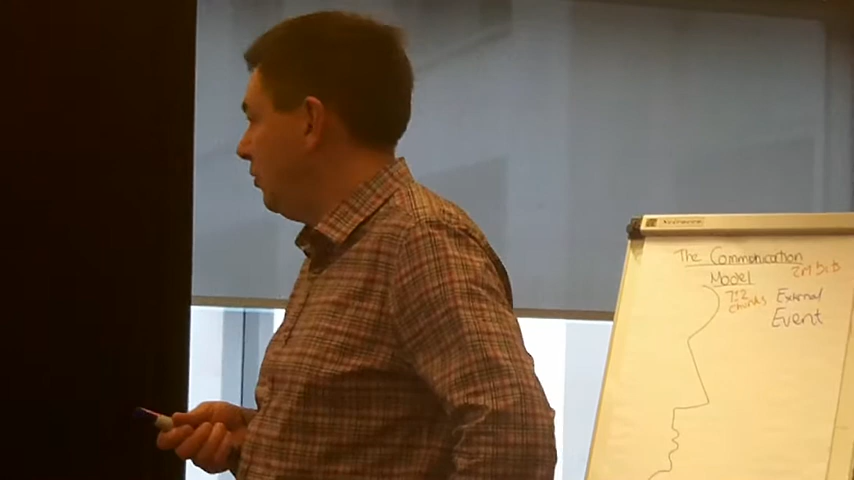 The Communication
Model
2m bits
7±2
chunks
External
Event